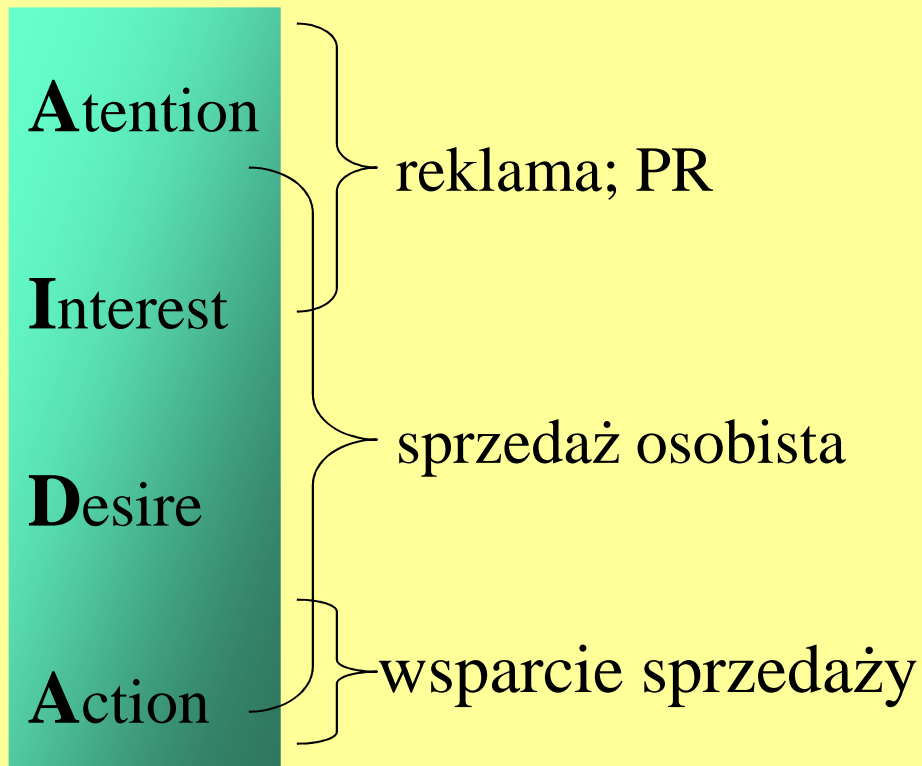 Atention
reklama; PR
Interest
sprzedaż osobista
Desire
wsparcie sprzedaży
Action